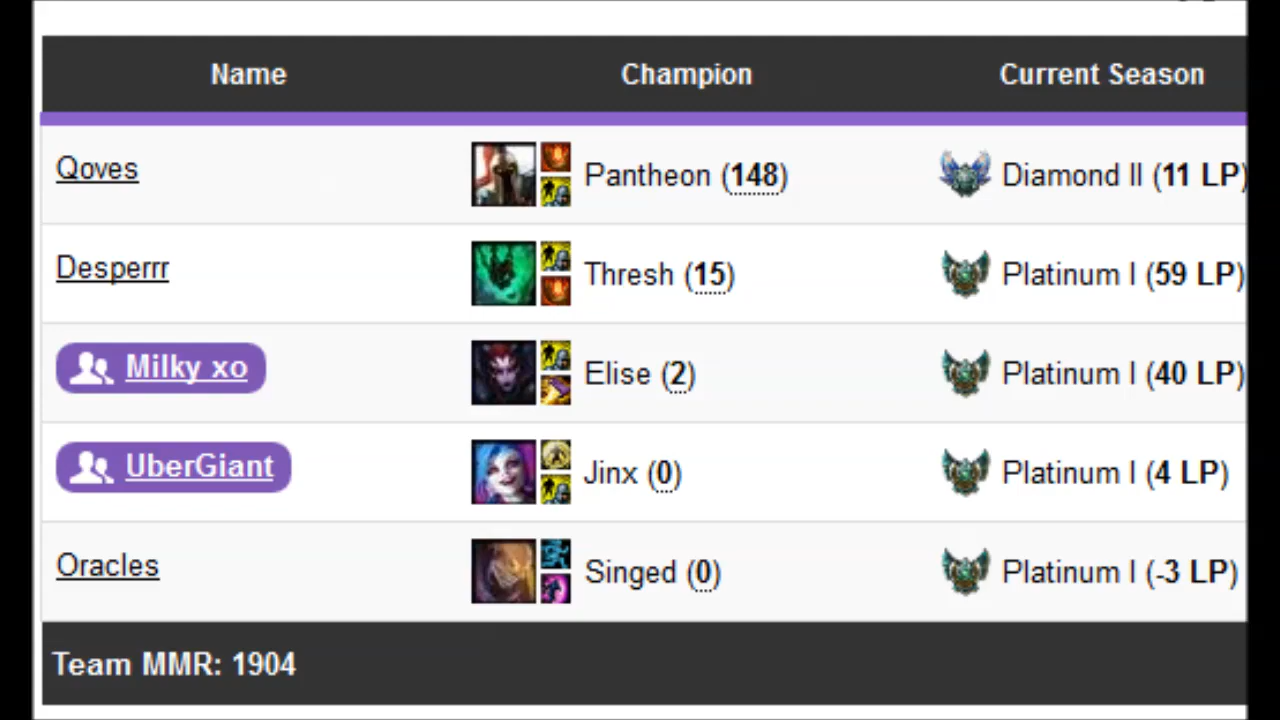 Name Champion Current Season
Qoves Pantheon (148) Diamond II (11 LP)
Desperrr Thresh (15) Platinum I (59 LP)
Milky xo Elise (2) Platinum I (40 LP)
UberGiant Jinx (0) Platinum I (4 LP)
Oracles Singed (0) Platinum I (-3 LP)
Team MMR: 1904